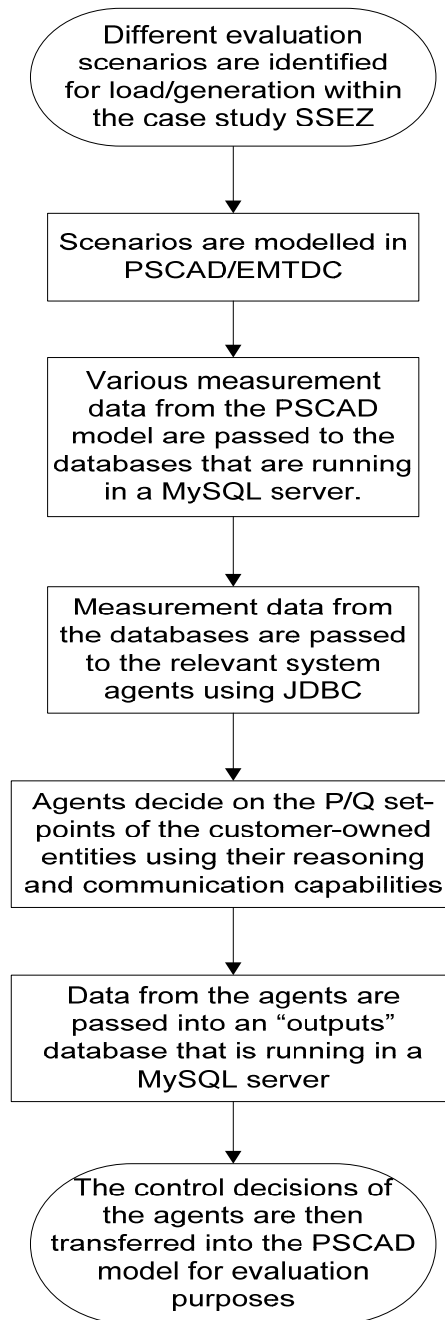 Different evaluation
scenarios are identified
for load/generation within
the case study SSEZ
Scenarios are modelled in
PSCAD/EMTDC
Various measurement
data from the PSCAD
model are passed to the
databases that are running
in a MySQL server.
Measurement data from
the databases are passed
to the relevant system
agents using JDBC
Agents decide on the P/Q set-
points of the customer-owned
entities using their reasoning
and communication capabilities
Data from the agents are
passed into an “outputs”
database that is running in a
MySQL server
The control decisions of
the agents are then
transferred into the PSCAD
model for evaluation
purposes